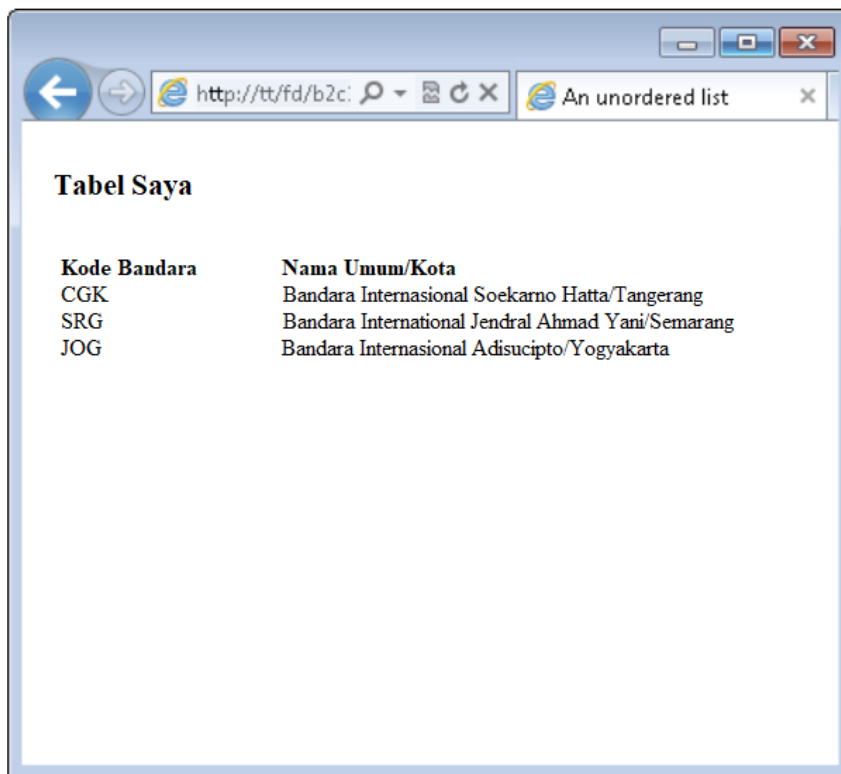 http://tt/fd/b2c:
An unordered list
Tabel Saya
Kode Bandara Nama Umum/Kota
CGK Bandara Internasional Soekarno Hatta/Tangerang
SRG Bandara International Jendral Ahmad Yani/Semarang
JOG Bandara Internasional Adisucipto/Yogyakarta